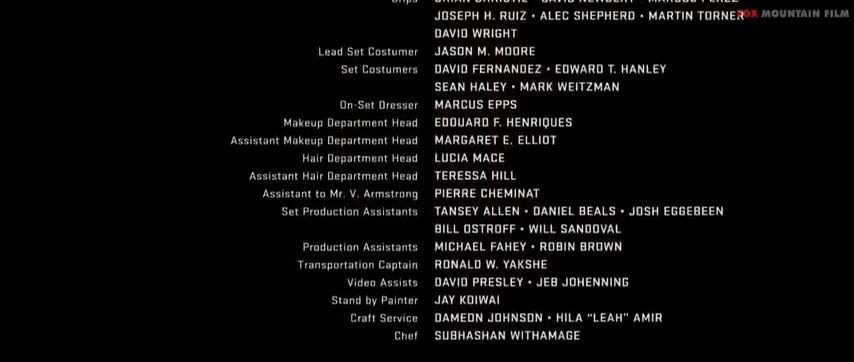 JOSEPH H. RUIZ • ALEC SHEPHERD • MARTIN TORNER
FOX MOUNTAIN FILM
DAVID WRIGHT
Lead Set Costumer JASON M. MOORE
Set Costumers DAVID FERNANDEZ • EDWARD T. HANLEY
SEAN HALEY • MARK WEITZMAN
On-Set Dresser MARCUS EPPS
Makeup Department Head EDOUARD F. HENRIQUES
Assistant Makeup Department Head MARGARET E. ELLIOT
Hair Department Head LUCIA MACE
Assistant Hair Department Head TERESSA HILL
Assistant to Mr. V. Armstrong PIERRE CHEMINAT
Set Production Assistants TANSEY ALLEN • DANIEL BEALS • JOSH EGGEBEEN
BILL OSTROFF • WILL SANDOVAL
Production Assistants MICHAEL FAHEY • ROBIN BROWN
Transportation Captain RONALD W. YAKSHE
Video Assists DAVID PRESLEY • JEB JOHENNING
Stand by Painter JAY KOIWAI
Craft Service DAMEON JOHNSON • HILA “LEAH” AMIR
Chef SUBHASHAN WITHAMAGE